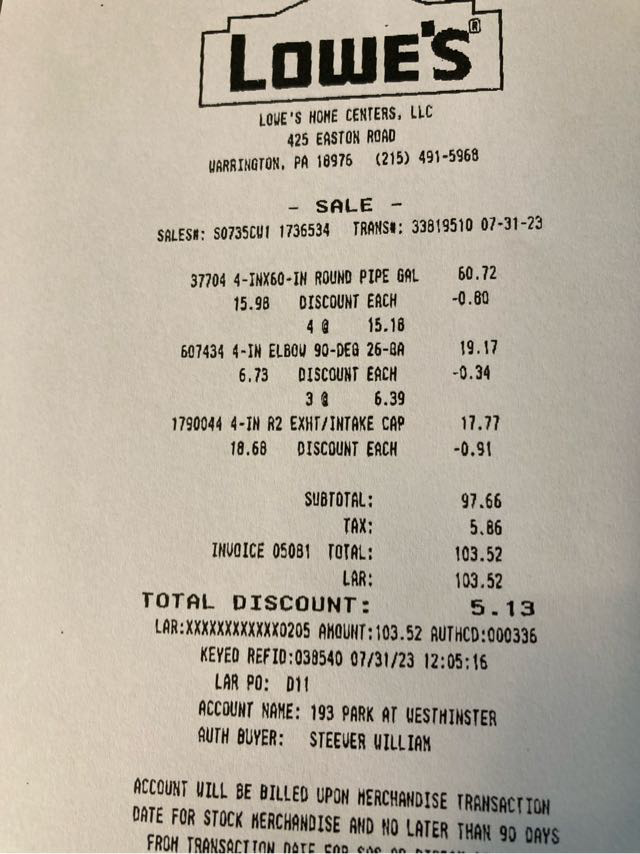 LOWE'S®
LOWE'S HOME CENTERS, LLC
425 EASTON ROAD
WARRINGTON, PA 18976 (215) 491-5968
- SALE -
SALES#: S0735CW1 1736534 TRANS#: 33819510 07-31-23
37704 4-INX60-IN ROUND PIPE GAL 60.72
15.98 DISCOUNT EACH -0.80
4 @ 15.18
607434 4-IN ELBOW 90-DEG 26-GA 19.17
6.73 DISCOUNT EACH -0.34
3 @ 6.39
1790044 4-IN R2 EXHT/INTAKE CAP 17.77
18.68 DISCOUNT EACH -0.91
SUBTOTAL: 97.66
TAX: 5.86
INVOICE 05081 TOTAL: 103.52
LAR: 103.52
TOTAL DISCOUNT: 5.13
LAR:XXXXXXXXXXXX0205 AMOUNT:103.52 AUTHCD:000336
KEYED REFID:038540 07/31/23 12:05:16
LAR PO: D11
ACCOUNT NAME: 193 PARK AT WESTMINSTER
AUTH BUYER: STEEVER WILLIAM
ACCOUNT WILL BE BILLED UPON MERCHANDISE TRANSACTION
DATE FOR STOCK MERCHANDISE AND NO LATER THAN 90 DAYS
FROM TRANSACTION DATE FOR SOS OR